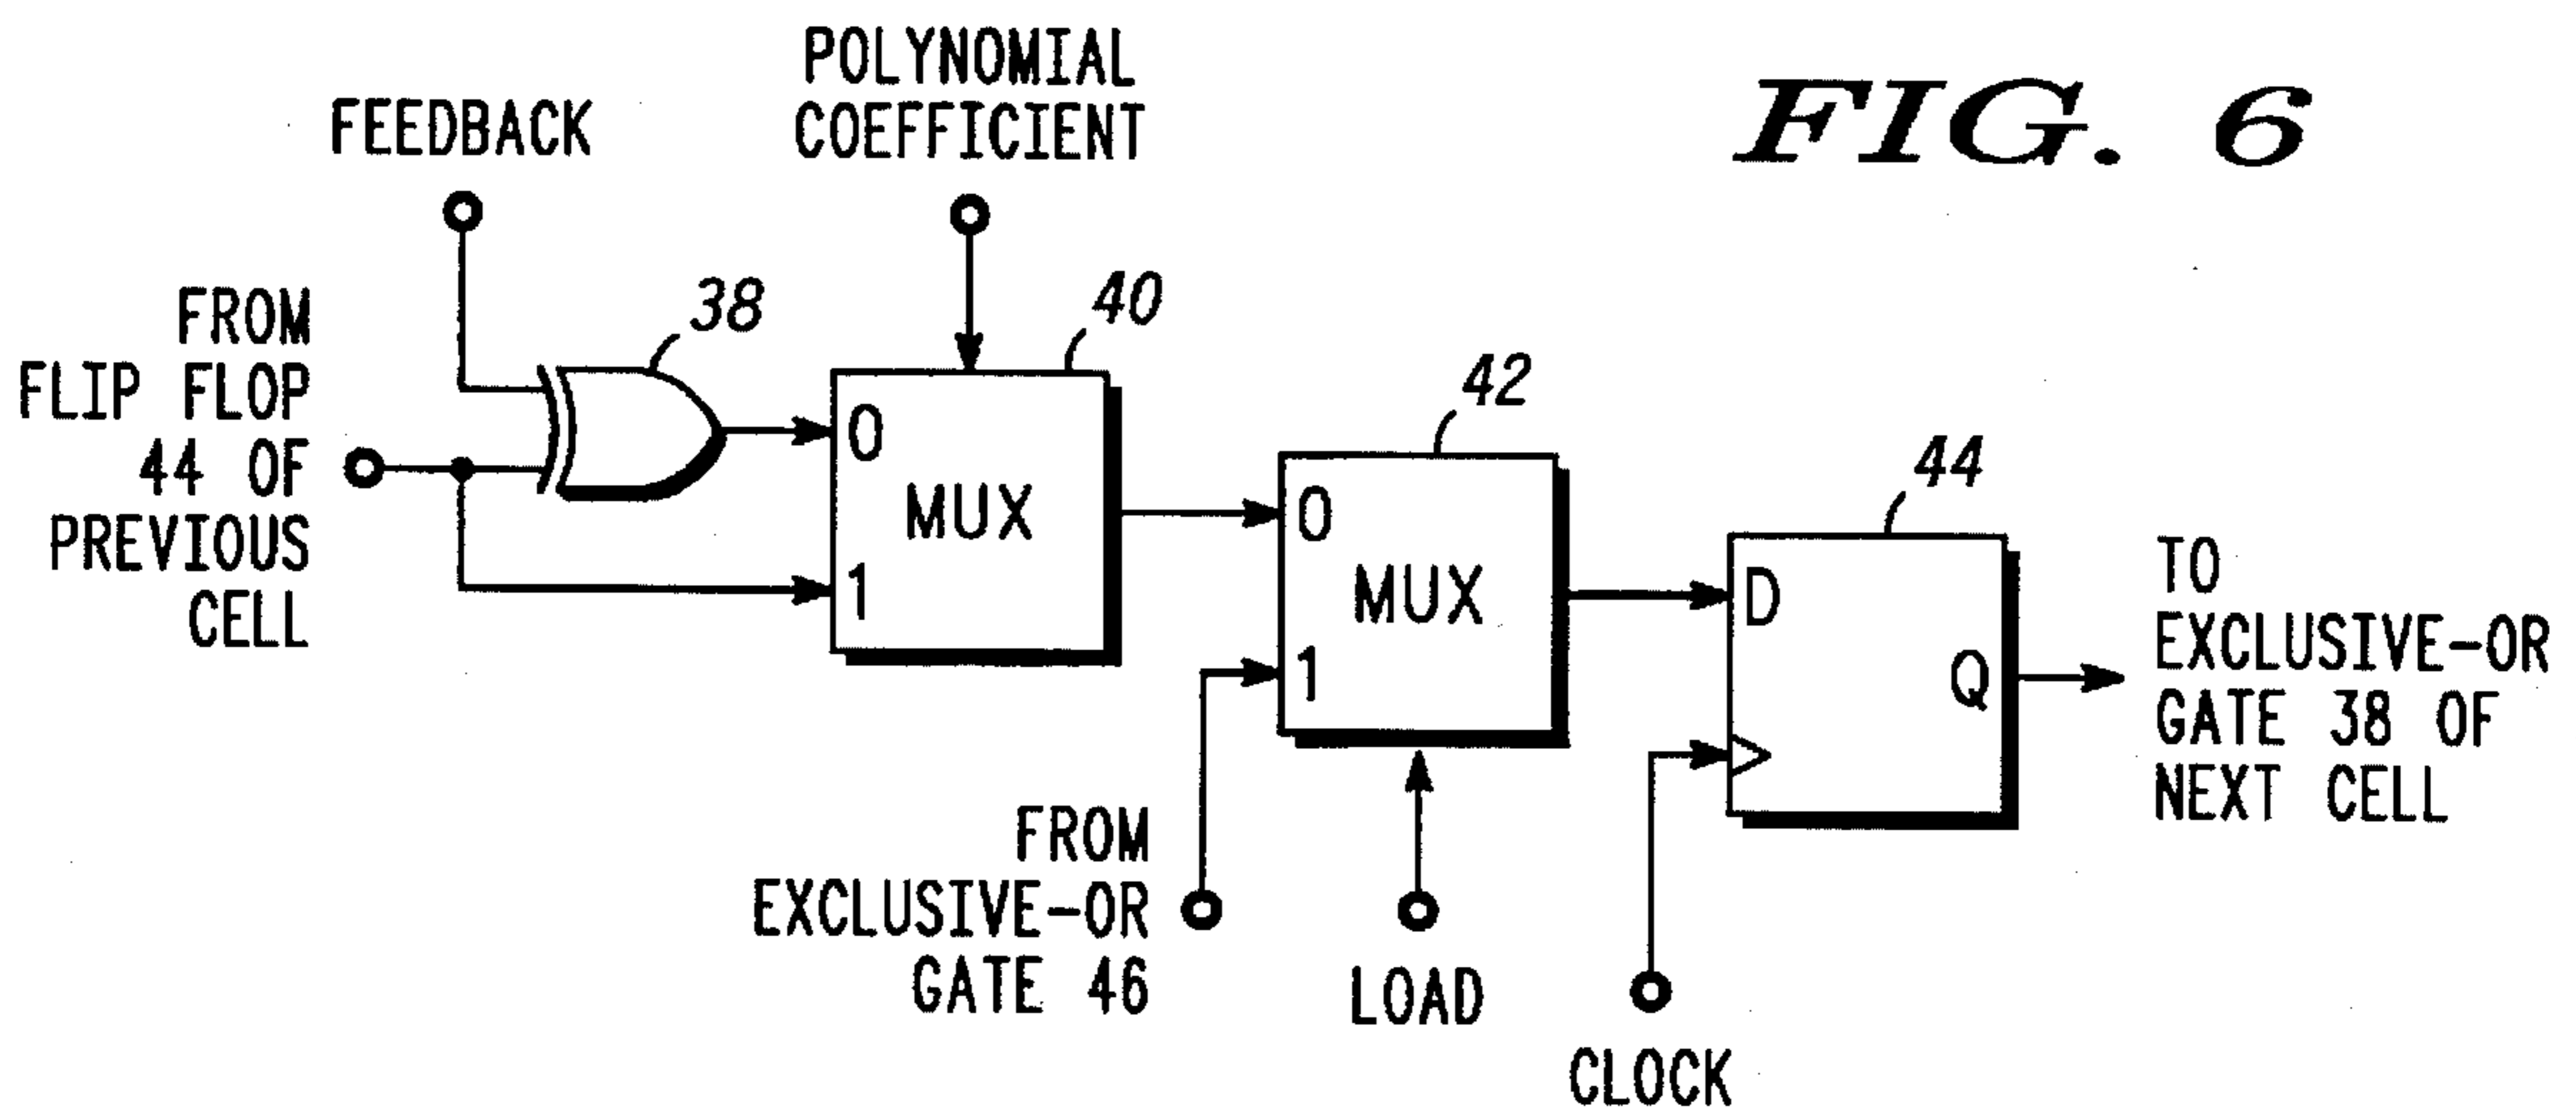 FIG. 6
FEEDBACK
POLYNOMIAL
COEFFICIENT
FROM
FLIP FLOP
44 OF
PREVIOUS
CELL
38
40
0
MUX
1
42
0
MUX
1
44
D
Q
TO
EXCLUSIVE-OR
GATE 38 OF
NEXT CELL
FROM
EXCLUSIVE-OR
GATE 46
LOAD
CLOCK